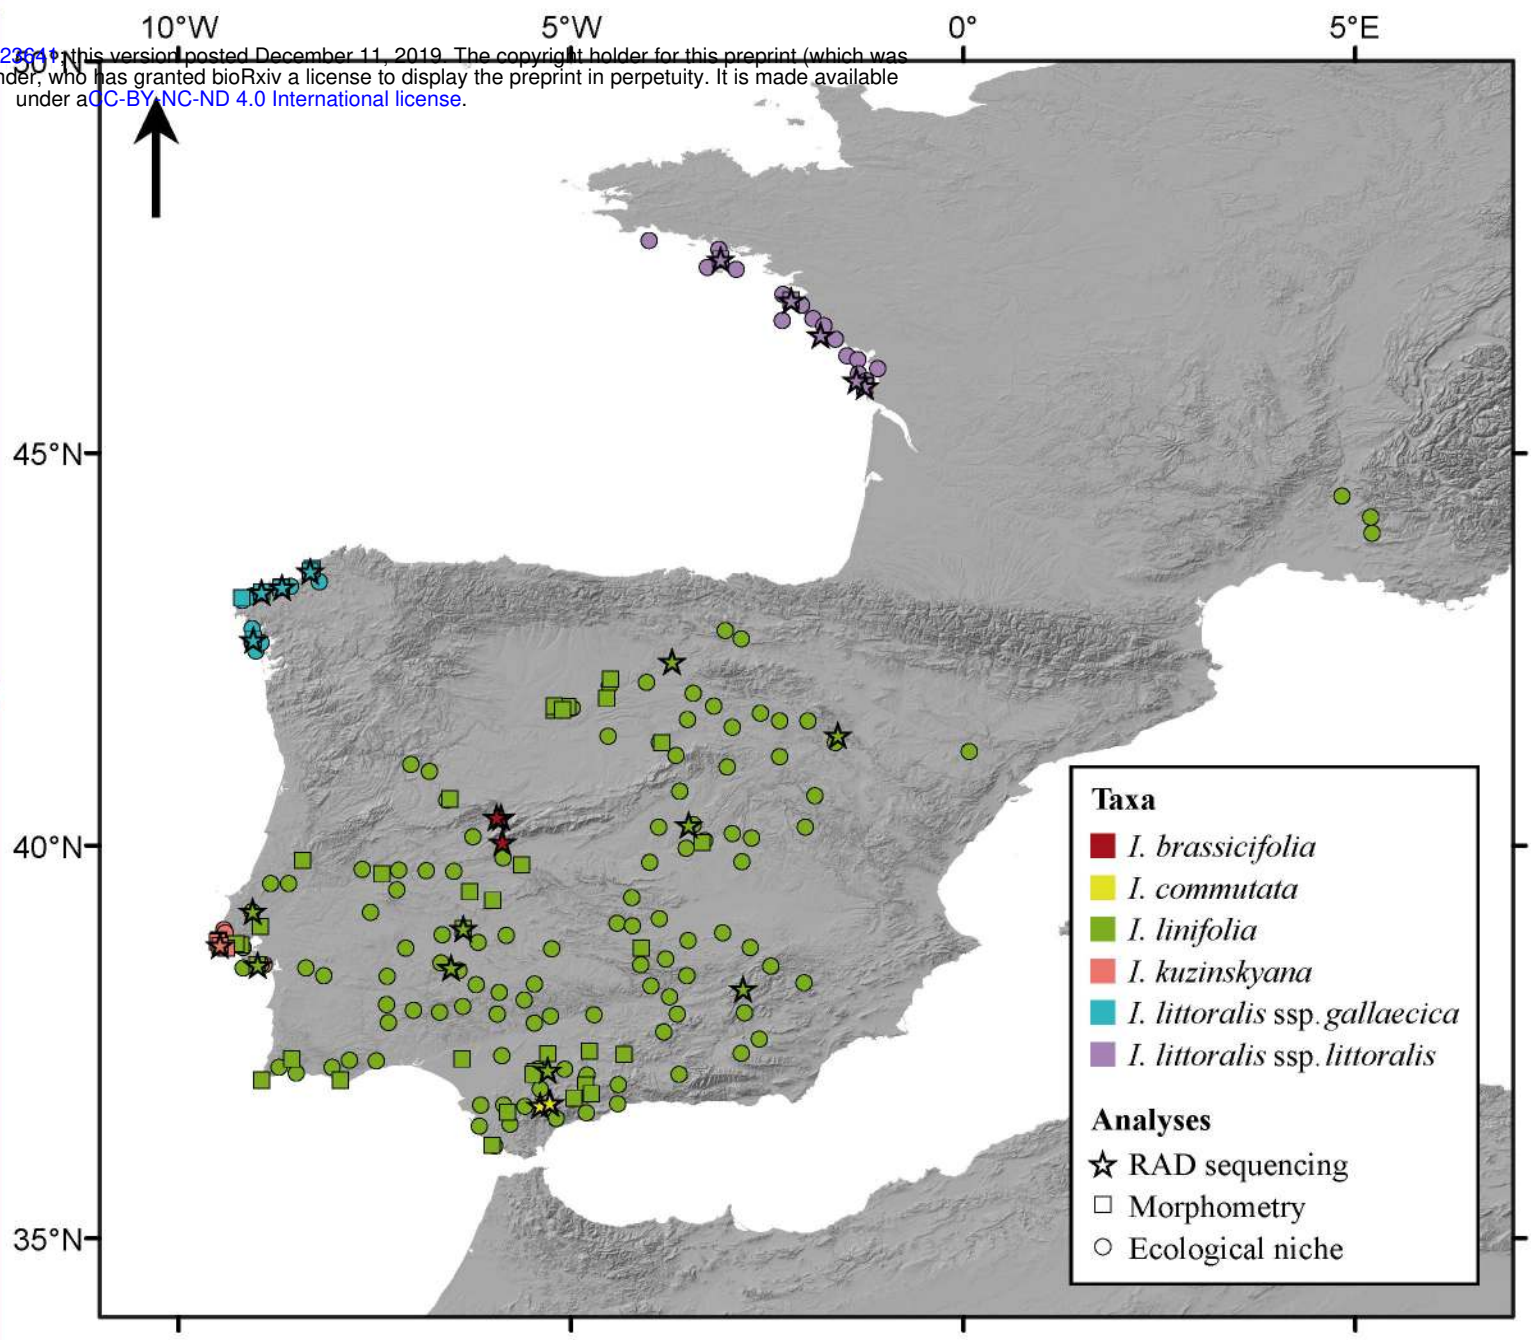 10°W 5°W 0° 5°E
23641; this version posted December 11, 2019. The copyright holder for this preprint (which was
50°N
nder, who has granted bioRxiv a license to display the preprint in perpetuity. It is made available
under aCC-BY-NC-ND 4.0 International license.
45°N
40°N
35°N
Taxa
I. brassicifolia
I. commutata
I. linifolia
I. kuzinskyana
I. littoralis ssp. gallaecica
I. littoralis ssp. littoralis
Analyses
RAD sequencing
Morphometry
Ecological niche